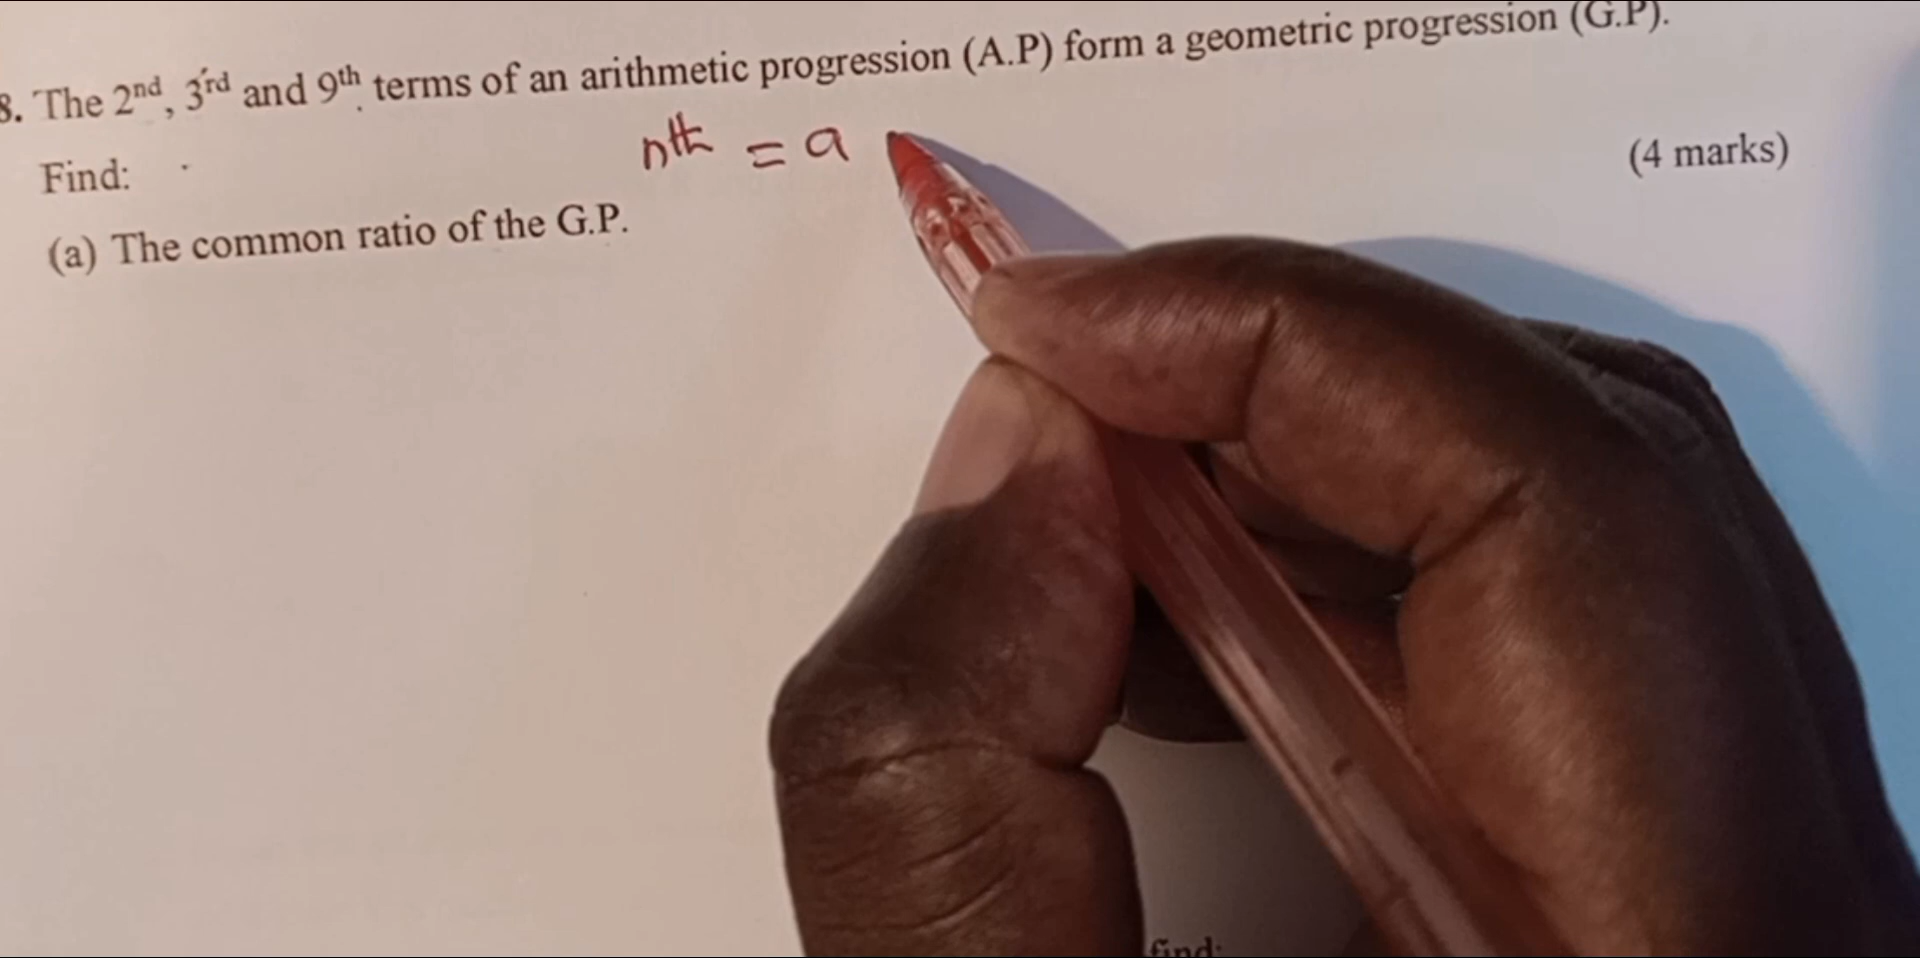 8. The 2nd, 3rd and 9th terms of an arithmetic progression (A.P) form a geometric progression (G.P).
nth = a
Find:
(4 marks)
(a) The common ratio of the G.P.
find: